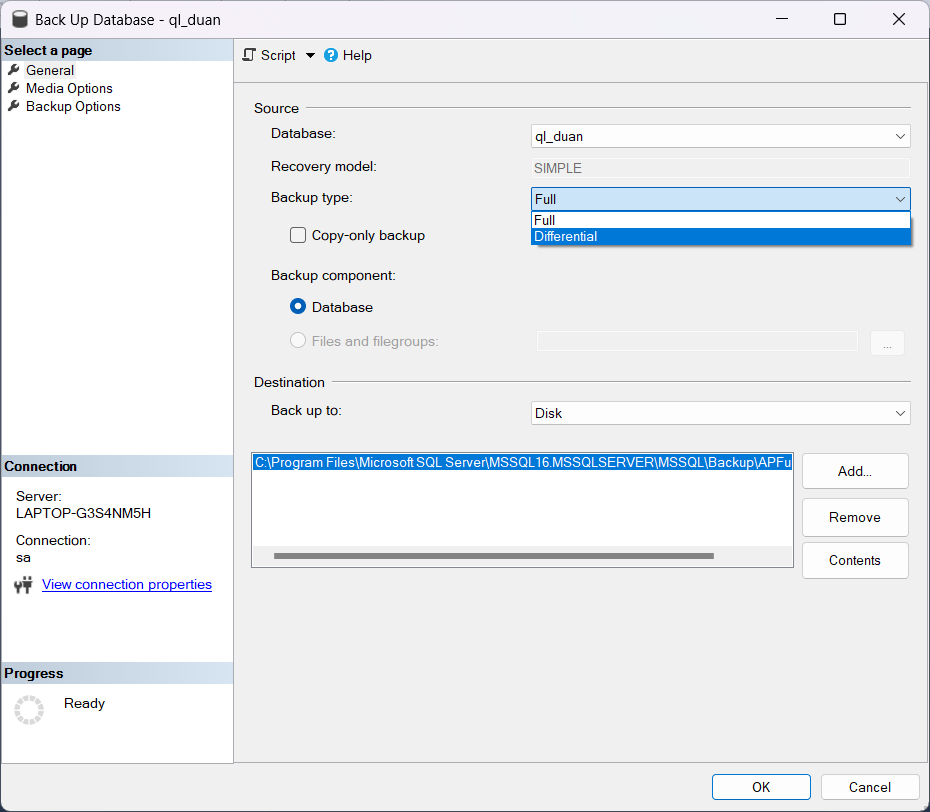 Back Up Database - ql_duan
Select a page
General
Media Options
Backup Options
Script
Help
Source
Database:
ql_duan
Recovery model:
SIMPLE
Backup type:
Full
Full
Differential
Copy-only backup
Backup component:
Database
Files and filegroups:
...
Destination
Back up to:
Disk
C:\Program Files\Microsoft SQL Server\MSSQL16.MSSQLSERVER\MSSQL\Backup\APFu
Add...
Remove
Contents
Connection
Server:
LAPTOP-G3S4NM5H
Connection:
sa
View connection properties
Progress
Ready
OK
Cancel